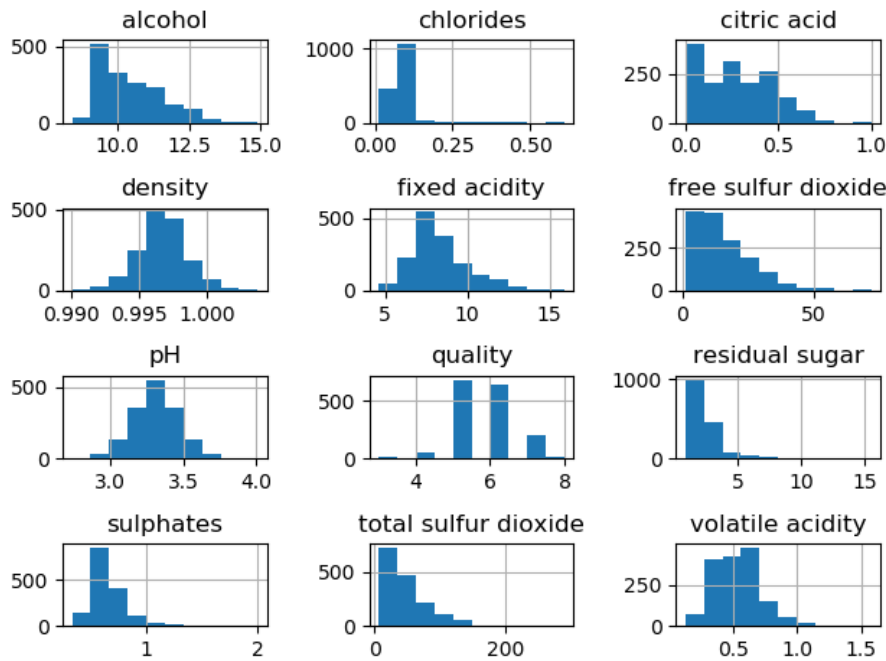 alcohol chlorides citric acid
500 1000 250
0 0 0
10.0 12.5 15.0 0.00 0.25 0.50 0.0 0.5 1.0
density fixed acidity free sulfur dioxide
500 500 250
0 0 0
0.990 0.995 1.000 5 10 15 0 50
pH quality residual sugar
500 500 1000
0 0 0
3.0 3.5 4.0 4 6 8 5 10 15
sulphates total sulfur dioxide volatile acidity
500 500 250
0 0 0
1 2 0 200 0.5 1.0 1.5